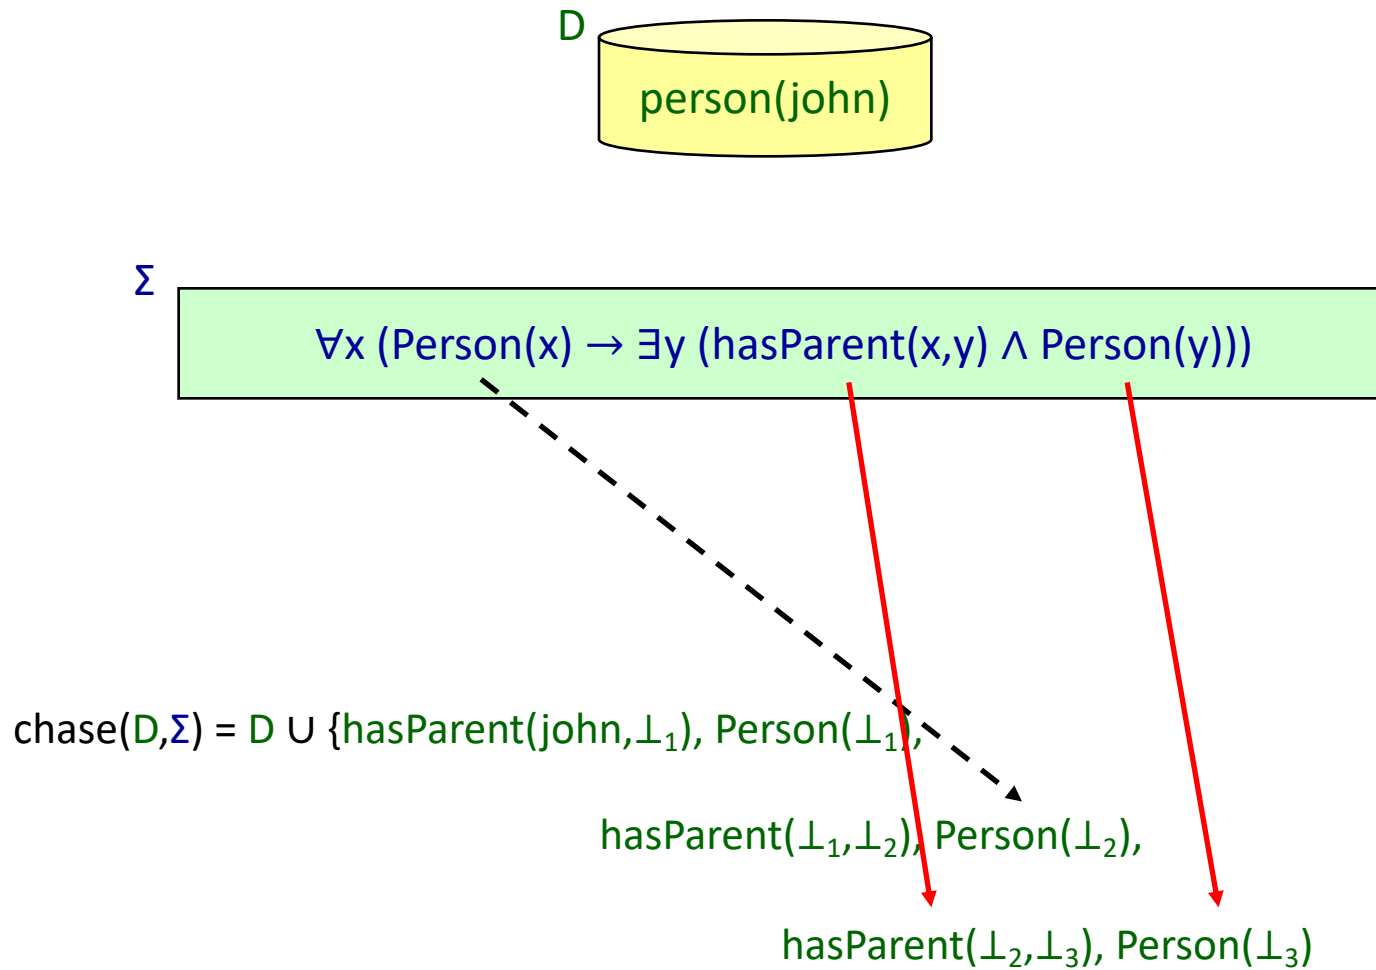 D
person(john)
Σ
∀x (Person(x) → ∃y (hasParent(x,y) ∧ Person(y)))
chase(D,Σ) = D ∪ {hasParent(john,⊥₁), Person(⊥₁),
hasParent(⊥₁,⊥₂), Person(⊥₂),
hasParent(⊥₂,⊥₃), Person(⊥₃)